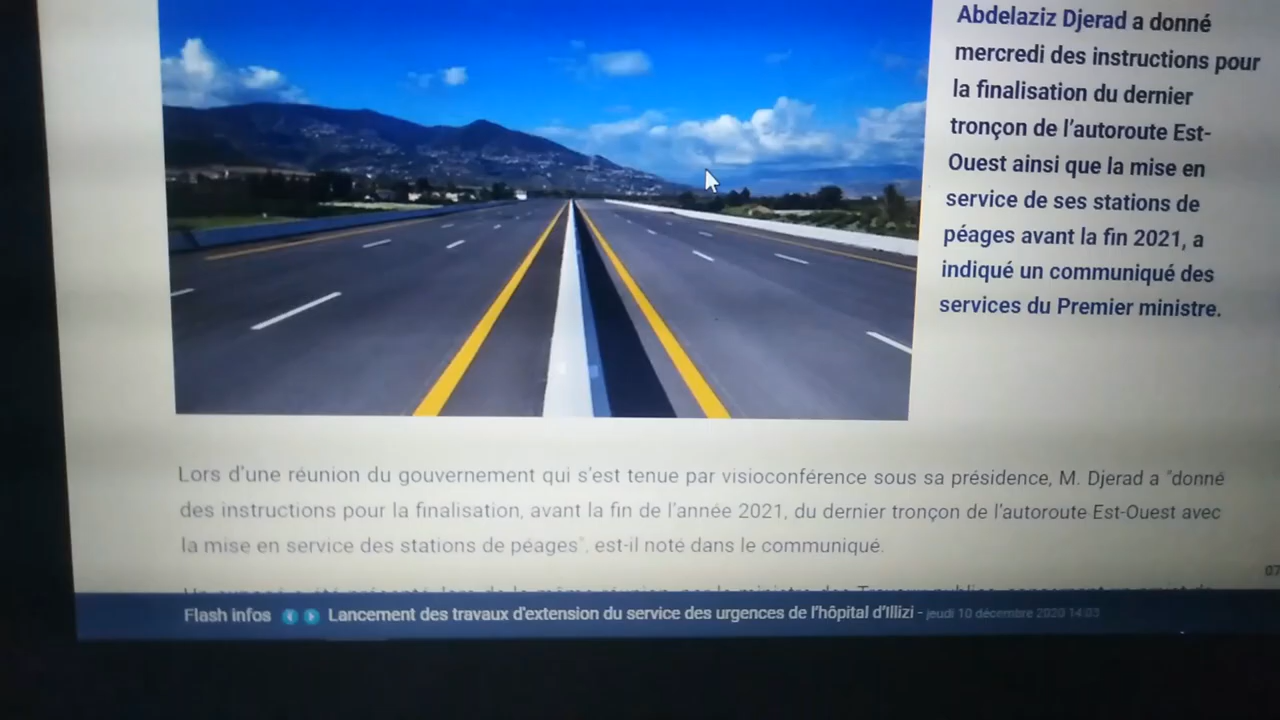 Abdelaziz Djerad a donné
mercredi des instructions pour
la finalisation du dernier
tronçon de l’autoroute Est-
Ouest ainsi que la mise en
service de ses stations de
péages avant la fin 2021, a
indiqué un communiqué des
services du Premier ministre.
Lors d’une réunion du gouvernement qui s’est tenue par visioconférence sous sa présidence, M. Djerad a "donné
des instructions pour la finalisation, avant la fin de l’année 2021, du dernier tronçon de l’autoroute Est-Ouest avec
la mise en service des stations de péages", est-il noté dans le communiqué.
07
Flash infos Lancement des travaux d’extension du service des urgences de l’hôpital d’Illizi - jeudi 10 décembre 2020 14:03